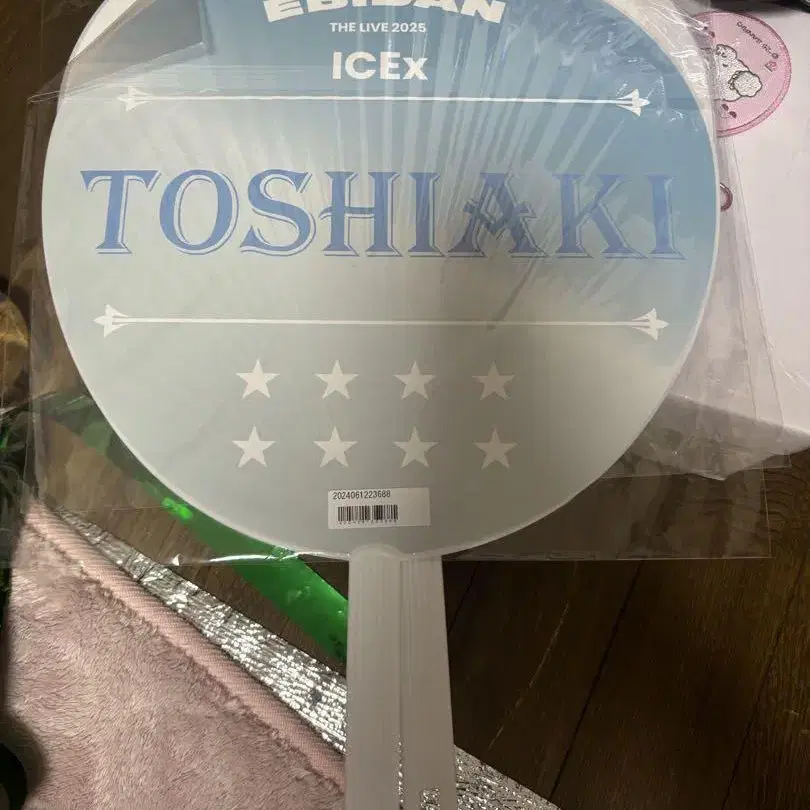 EBIDAN
THE LIVE 2025
ICEx
TOSHIAKI
2024061223688